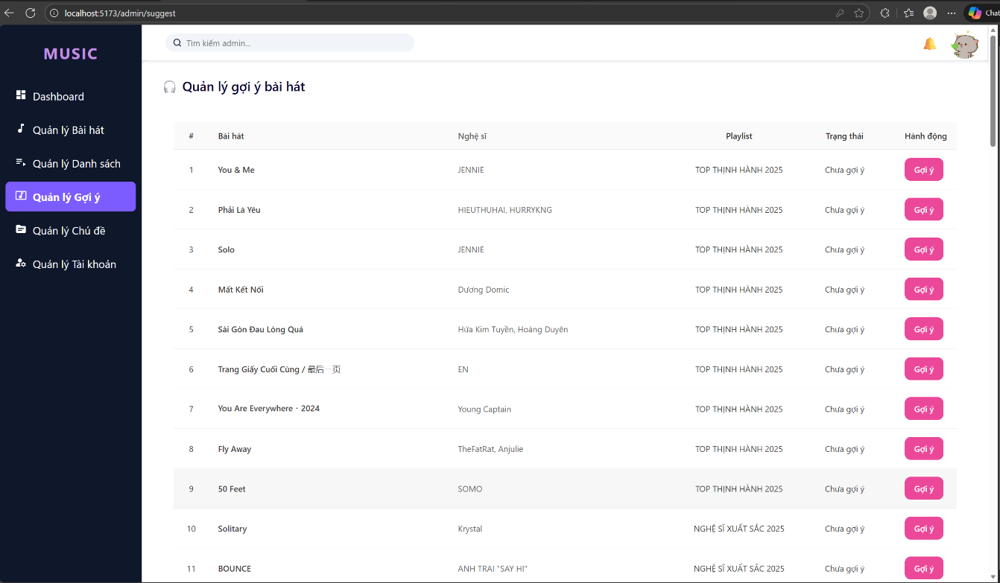 localhost:5173/admin/suggest
Chat
MUSIC
Dashboard
Quản lý Bài hát
Quản lý Danh sách
Quản lý Gợi ý
Quản lý Chủ đề
Quản lý Tài khoản
Tìm kiếm admin...
Quản lý gợi ý bài hát
# Bài hát Nghệ sĩ Playlist Trạng thái Hành động
1 You & Me JENNIE TOP THỊNH HÀNH 2025 Chưa gợi ý Gợi ý
2 Phải Là Yêu HIEUTHUHAI, HURRYKNG TOP THỊNH HÀNH 2025 Chưa gợi ý Gợi ý
3 Solo JENNIE TOP THỊNH HÀNH 2025 Chưa gợi ý Gợi ý
4 Mất Kết Nối Dương Domic TOP THỊNH HÀNH 2025 Chưa gợi ý Gợi ý
5 Sài Gòn Đau Lòng Quá Hứa Kim Tuyền, Hoàng Duyên TOP THỊNH HÀNH 2025 Chưa gợi ý Gợi ý
6 Trang Giấy Cuối Cùng / 最后一页 EN TOP THỊNH HÀNH 2025 Chưa gợi ý Gợi ý
7 You Are Everywhere · 2024 Young Captain TOP THỊNH HÀNH 2025 Chưa gợi ý Gợi ý
8 Fly Away TheFatRat, Anjulie TOP THỊNH HÀNH 2025 Chưa gợi ý Gợi ý
9 50 Feet SOMO TOP THỊNH HÀNH 2025 Chưa gợi ý Gợi ý
10 Solitary Krystal NGHỆ SĨ XUẤT SẮC 2025 Chưa gợi ý Gợi ý
11 BOUNCE ANH TRAI "SAY HI" NGHỆ SĨ XUẤT SẮC 2025 Chưa gợi ý Gợi ý